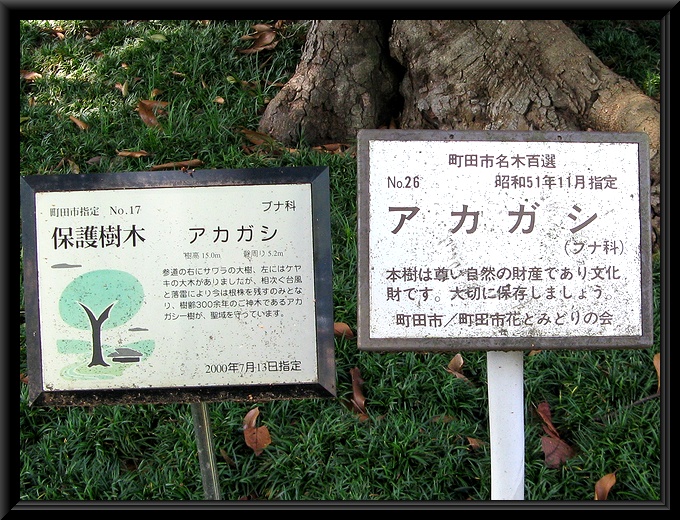 町田市指定 No.17
ブナ科
保護樹木 アカガシ
樹高 15.0m 幹周り 5.2m
参道の右にサワラの大樹、左にはケヤ
キの大木がありましたが、相次ぐ台風
と落雷により今は根株を残すのみとな
り、樹齢300余年のご神木であるアカ
ガシ一樹が、聖域を守っています。
2000年7月13日指定
町田市名木百選
No.26 昭和51年11月指定
アカガシ
（ブナ科）
本樹は尊い自然の財産であり文化
財です。大切に保存しましょう。
町田市／町田市花とみどりの会